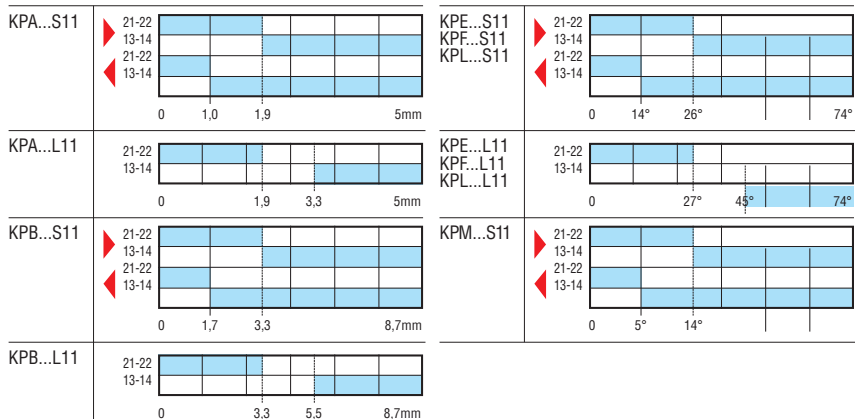 KPA...S11
21-22
13-14
21-22
13-14
0 1,0 1,9 5mm
KPA...L11
21-22
13-14
0 1,9 3,3 5mm
KPB...S11
21-22
13-14
21-22
13-14
0 1,7 3,3 8,7mm
KPB...L11
21-22
13-14
0 3,3 5,5 8,7mm
KPE...S11
KPF...S11
KPL...S11
21-22
13-14
21-22
13-14
0 14° 26° 74°
KPE...L11
KPF...L11
KPL...L11
21-22
13-14
0 27° 45° 74°
KPM...S11
21-22
13-14
21-22
13-14
0 5° 14°